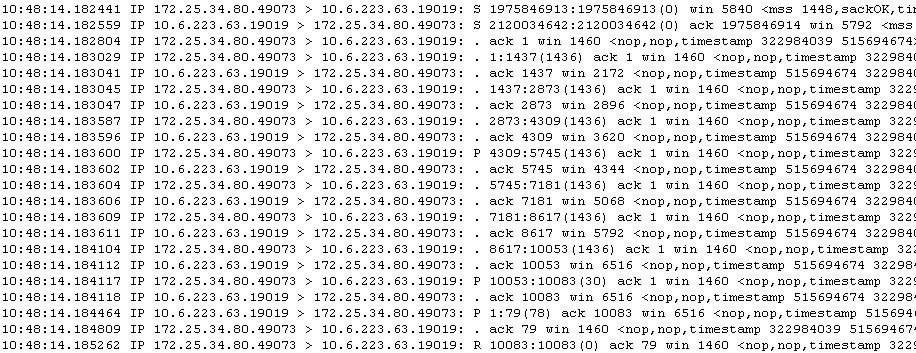 10:48:14.182441 IP 172.25.34.80.49073 > 10.6.223.63.19019: S 1975846913:1975846913(0) win 5840 <mss 1448,sackOK,tim
10:48:14.182559 IP 10.6.223.63.19019 > 172.25.34.80.49073: S 2120034642:2120034642(0) ack 1975846914 win 5792 <mss
10:48:14.182804 IP 172.25.34.80.49073 > 10.6.223.63.19019: . ack 1 win 1460 <nop,nop,timestamp 322984039 515694674>
10:48:14.183029 IP 172.25.34.80.49073 > 10.6.223.63.19019: . 1:1437(1436) ack 1 win 1460 <nop,nop,timestamp 3229840
10:48:14.183041 IP 10.6.223.63.19019 > 172.25.34.80.49073: . ack 1437 win 2172 <nop,nop,timestamp 515694674 3229840
10:48:14.183045 IP 172.25.34.80.49073 > 10.6.223.63.19019: . 1437:2873(1436) ack 1 win 1460 <nop,nop,timestamp 3229
10:48:14.183047 IP 10.6.223.63.19019 > 172.25.34.80.49073: . ack 2873 win 2896 <nop,nop,timestamp 515694674 3229840
10:48:14.183587 IP 172.25.34.80.49073 > 10.6.223.63.19019: . 2873:4309(1436) ack 1 win 1460 <nop,nop,timestamp 3229
10:48:14.183596 IP 10.6.223.63.19019 > 172.25.34.80.49073: . ack 4309 win 3620 <nop,nop,timestamp 515694674 3229840
10:48:14.183600 IP 172.25.34.80.49073 > 10.6.223.63.19019: P 4309:5745(1436) ack 1 win 1460 <nop,nop,timestamp 3229
10:48:14.183602 IP 10.6.223.63.19019 > 172.25.34.80.49073: . ack 5745 win 4344 <nop,nop,timestamp 515694674 3229840
10:48:14.183604 IP 172.25.34.80.49073 > 10.6.223.63.19019: . 5745:7181(1436) ack 1 win 1460 <nop,nop,timestamp 3229
10:48:14.183606 IP 10.6.223.63.19019 > 172.25.34.80.49073: . ack 7181 win 5068 <nop,nop,timestamp 515694674 3229840
10:48:14.183609 IP 172.25.34.80.49073 > 10.6.223.63.19019: . 7181:8617(1436) ack 1 win 1460 <nop,nop,timestamp 3229
10:48:14.183611 IP 10.6.223.63.19019 > 172.25.34.80.49073: . ack 8617 win 5792 <nop,nop,timestamp 515694674 3229840
10:48:14.184104 IP 172.25.34.80.49073 > 10.6.223.63.19019: . 8617:10053(1436) ack 1 win 1460 <nop,nop,timestamp 322
10:48:14.184112 IP 10.6.223.63.19019 > 172.25.34.80.49073: . ack 10053 win 6516 <nop,nop,timestamp 515694674 322984
10:48:14.184117 IP 172.25.34.80.49073 > 10.6.223.63.19019: P 10053:10083(30) ack 1 win 1460 <nop,nop,timestamp 3229
10:48:14.184118 IP 10.6.223.63.19019 > 172.25.34.80.49073: . ack 10083 win 6516 <nop,nop,timestamp 515694674 322984
10:48:14.184464 IP 10.6.223.63.19019 > 172.25.34.80.49073: P 1:79(78) ack 10083 win 6516 <nop,nop,timestamp 5156946
10:48:14.184809 IP 172.25.34.80.49073 > 10.6.223.63.19019: . ack 79 win 1460 <nop,nop,timestamp 322984039 515694674
10:48:14.185262 IP 172.25.34.80.49073 > 10.6.223.63.19019: R 10083:10083(0) ack 79 win 1460 <nop,nop,timestamp 3229